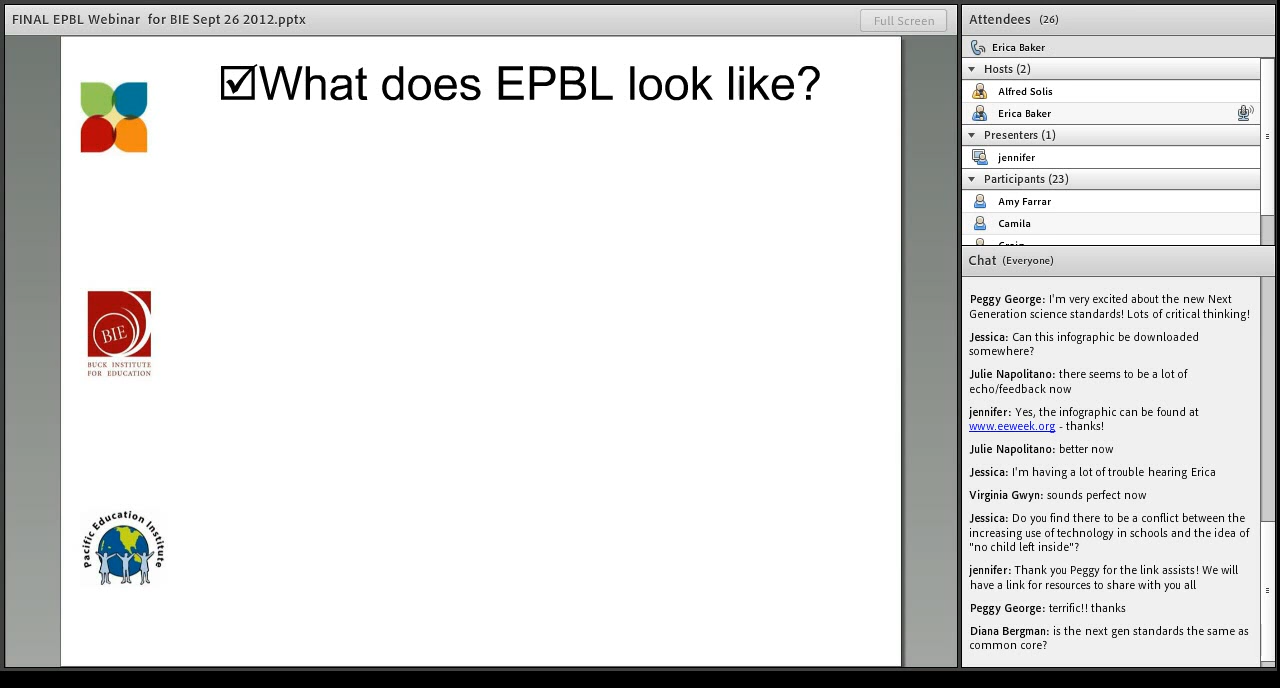 FINAL EPBL Webinar  for BIE Sept 26 2012.pptx
Full Screen
☑What does EPBL look like?
BIE
BUCK INSTITUTE
FOR EDUCATION
Pacific Education Institute
Attendees (26)
Erica Baker
Hosts (2)
Alfred Solis
Erica Baker
Presenters (1)
jennifer
Participants (23)
Amy Farrar
Camila
Craig
Chat (Everyone)
Peggy George: I'm very excited about the new Next
Generation science standards! Lots of critical thinking!
Jessica: Can this infographic be downloaded
somewhere?
Julie Napolitano: there seems to be a lot of
echo/feedback now
jennifer: Yes, the infographic can be found at
www.eeweek.org - thanks!
Julie Napolitano: better now
Jessica: I'm having a lot of trouble hearing Erica
Virginia Gwyn: sounds perfect now
Jessica: Do you find there to be a conflict between the
increasing use of technology in schools and the idea of
"no child left inside"?
jennifer: Thank you Peggy for the link assists! We will
have a link for resources to share with you all
Peggy George: terrific!! thanks
Diana Bergman: is the next gen standards the same as
common core?